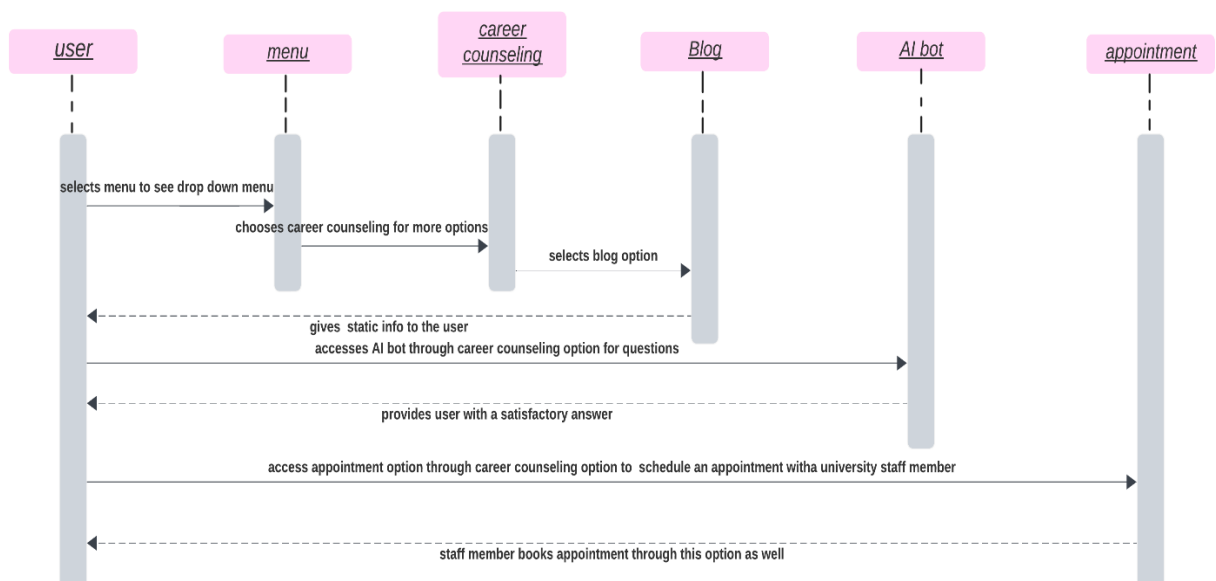 user
menu
career
counseling
Blog
AI bot
appointment
selects menu to see drop down menu
chooses career counseling for more options
selects blog option
gives static info to the user
accesses AI bot through career counseling option for questions
provides user with a satisfactory answer
access appointment option through career counseling option to schedule an appointment witha university staff member
staff member books appointment through this option as well